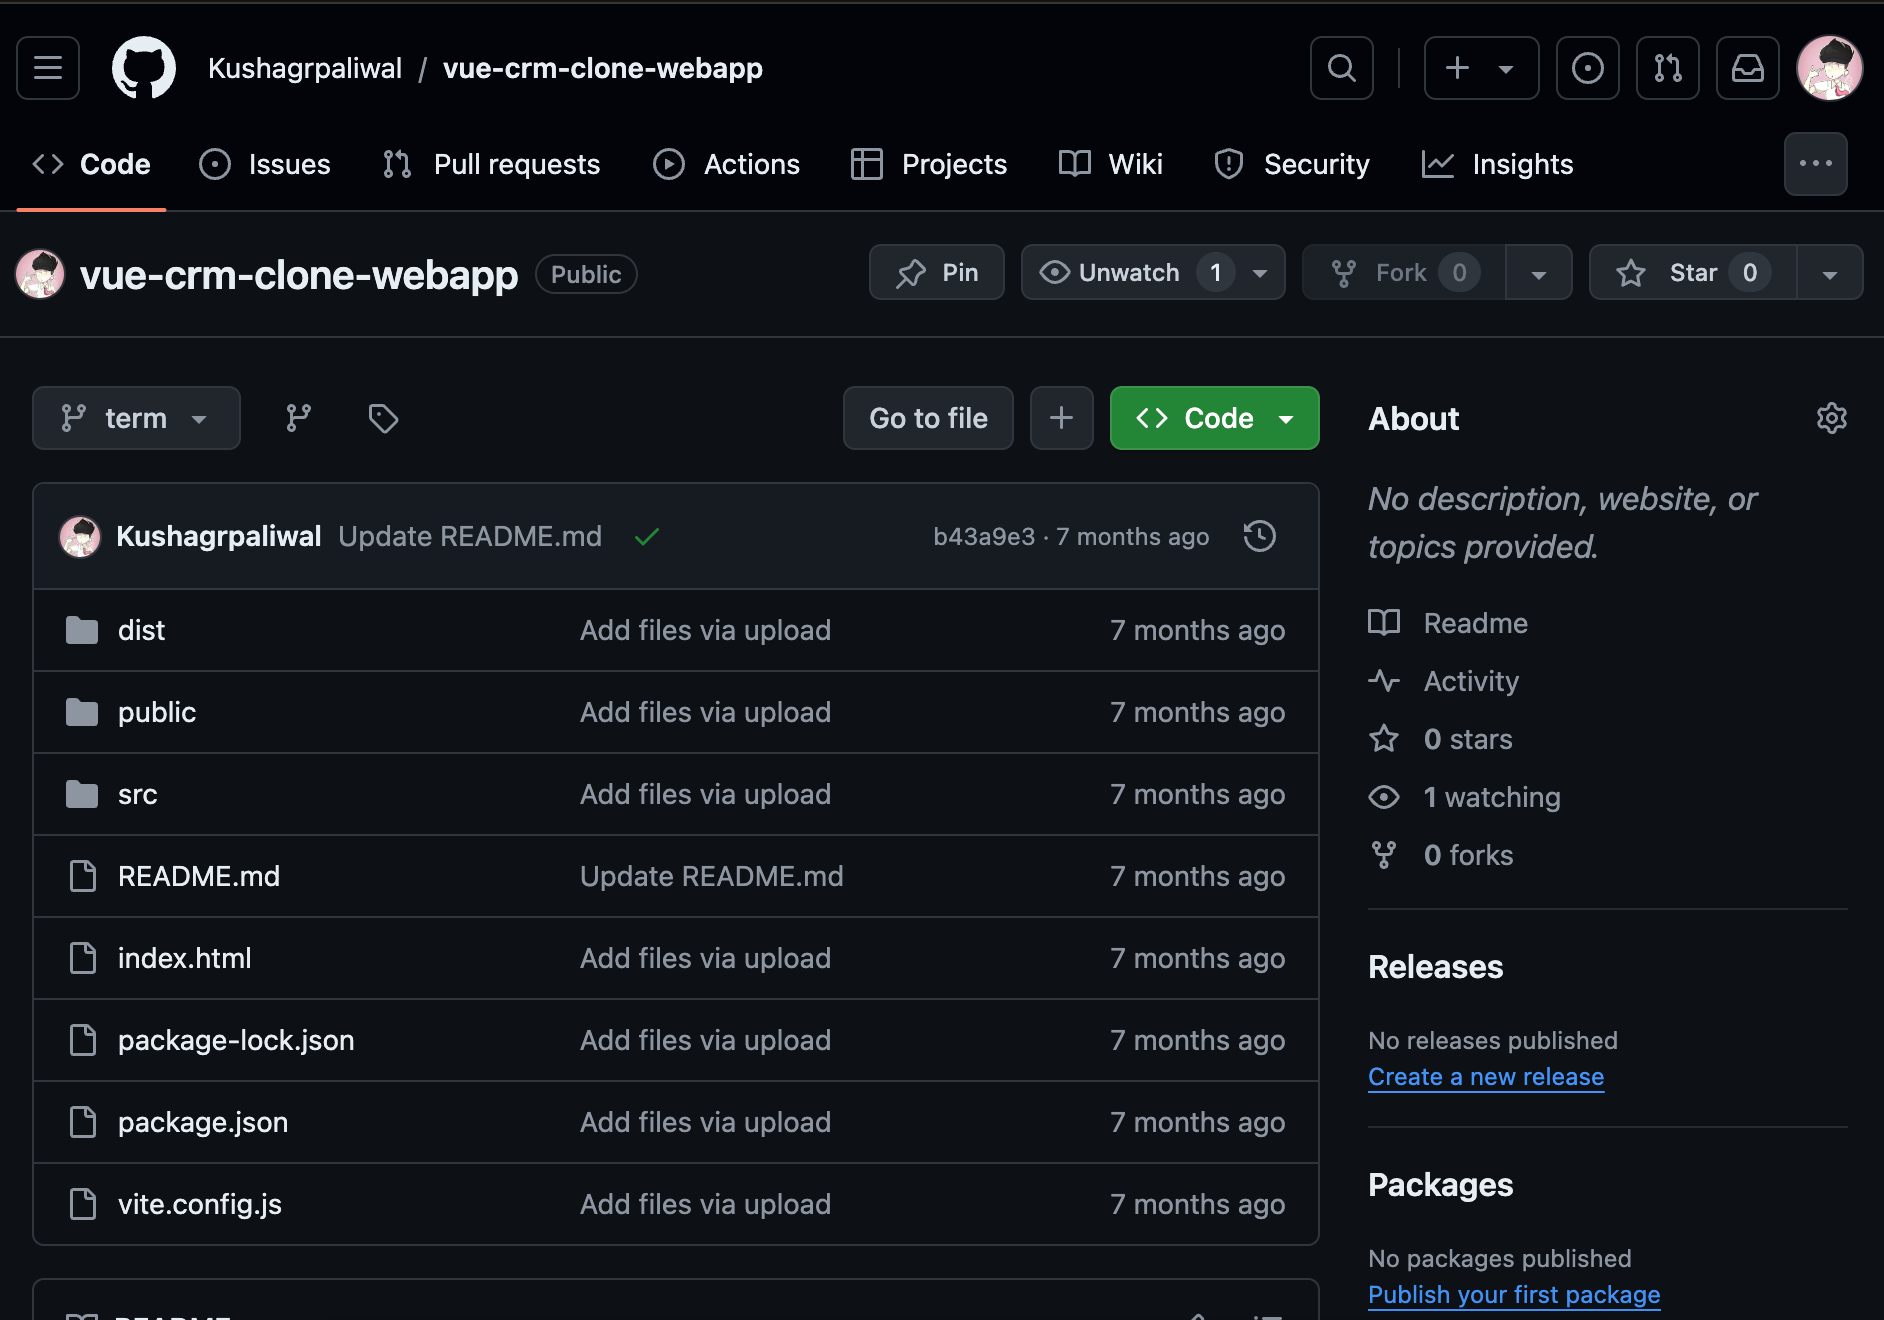 Kushagrpaliwal / vue-crm-clone-webapp
Code Issues Pull requests Actions Projects Wiki Security Insights
vue-crm-clone-webapp Public Pin Unwatch 1 Fork 0 Star 0
term Go to file + Code
Kushagrpaliwal Update README.md b43a9e3 · 7 months ago
dist Add files via upload 7 months ago
public Add files via upload 7 months ago
src Add files via upload 7 months ago
README.md Update README.md 7 months ago
index.html Add files via upload 7 months ago
package-lock.json Add files via upload 7 months ago
package.json Add files via upload 7 months ago
vite.config.js Add files via upload 7 months ago
README
About
No description, website, or
topics provided.
Readme
Activity
0 stars
1 watching
0 forks
Releases
No releases published
Create a new release
Packages
No packages published
Publish your first package